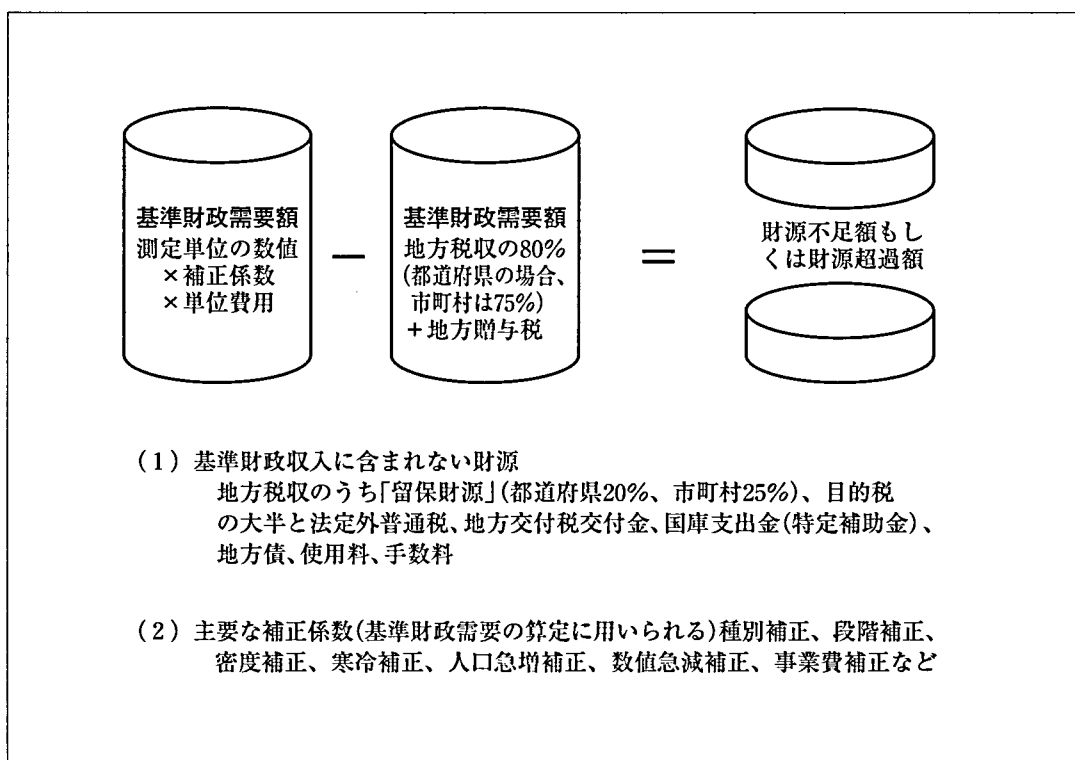 基準財政需要額
測定単位の数値
×補正係数
×単位費用
−
基準財政需要額
地方税収の80%
(都道府県の場合、
市町村は75%)
+地方贈与税
=
財源不足額もし
くは財源超過額
(1) 基準財政収入に含まれない財源
地方税収のうち「留保財源」(都道府県20%、市町村25%)、目的税
の大半と法定外普通税、地方交付税交付金、国庫支出金(特定補助金)、
地方債、使用料、手数料
(2) 主要な補正係数(基準財政需要の算定に用いられる)種別補正、段階補正、
密度補正、寒冷補正、人口急増補正、数値急減補正、事業費補正など